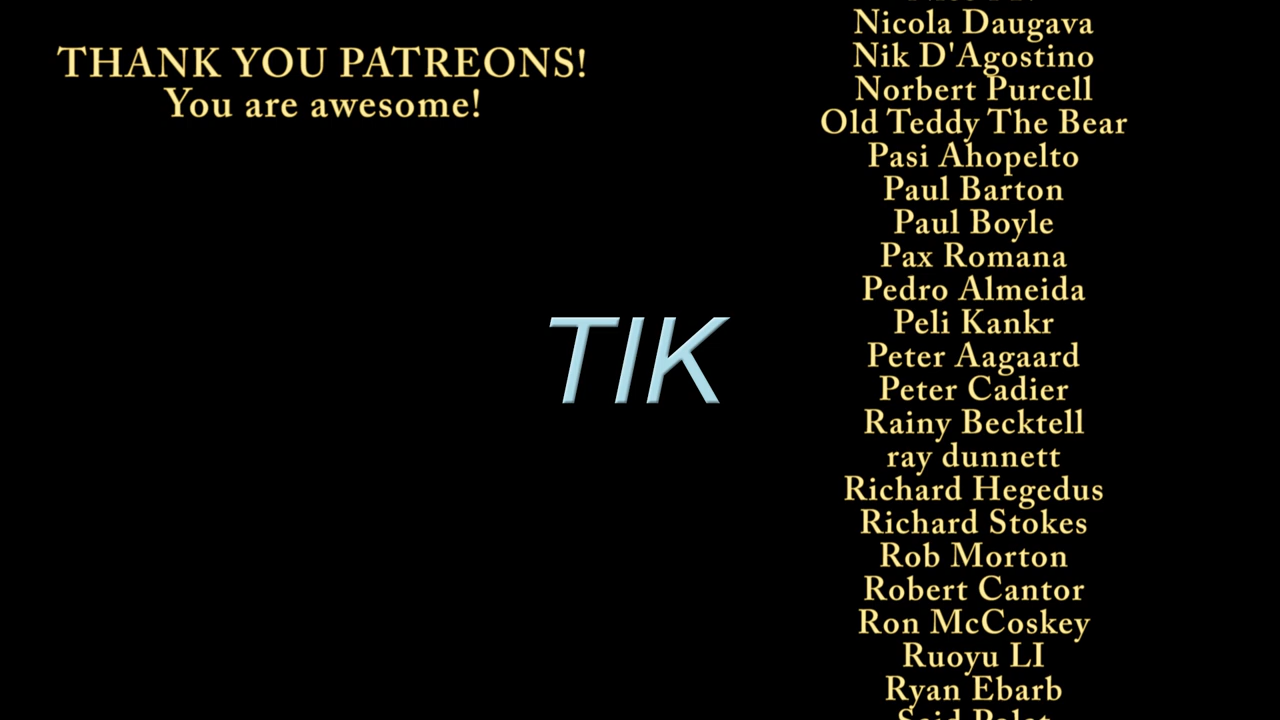 THANK YOU PATREONS!
You are awesome!
TIK
Nicola Daugava
Nik D'Agostino
Norbert Purcell
Old Teddy The Bear
Pasi Ahopelto
Paul Barton
Paul Boyle
Pax Romana
Pedro Almeida
Peli Kankr
Peter Aagaard
Peter Cadier
Rainy Becktell
ray dunnett
Richard Hegedus
Richard Stokes
Rob Morton
Robert Cantor
Ron McCoskey
Ruoyu LI
Ryan Ebarb